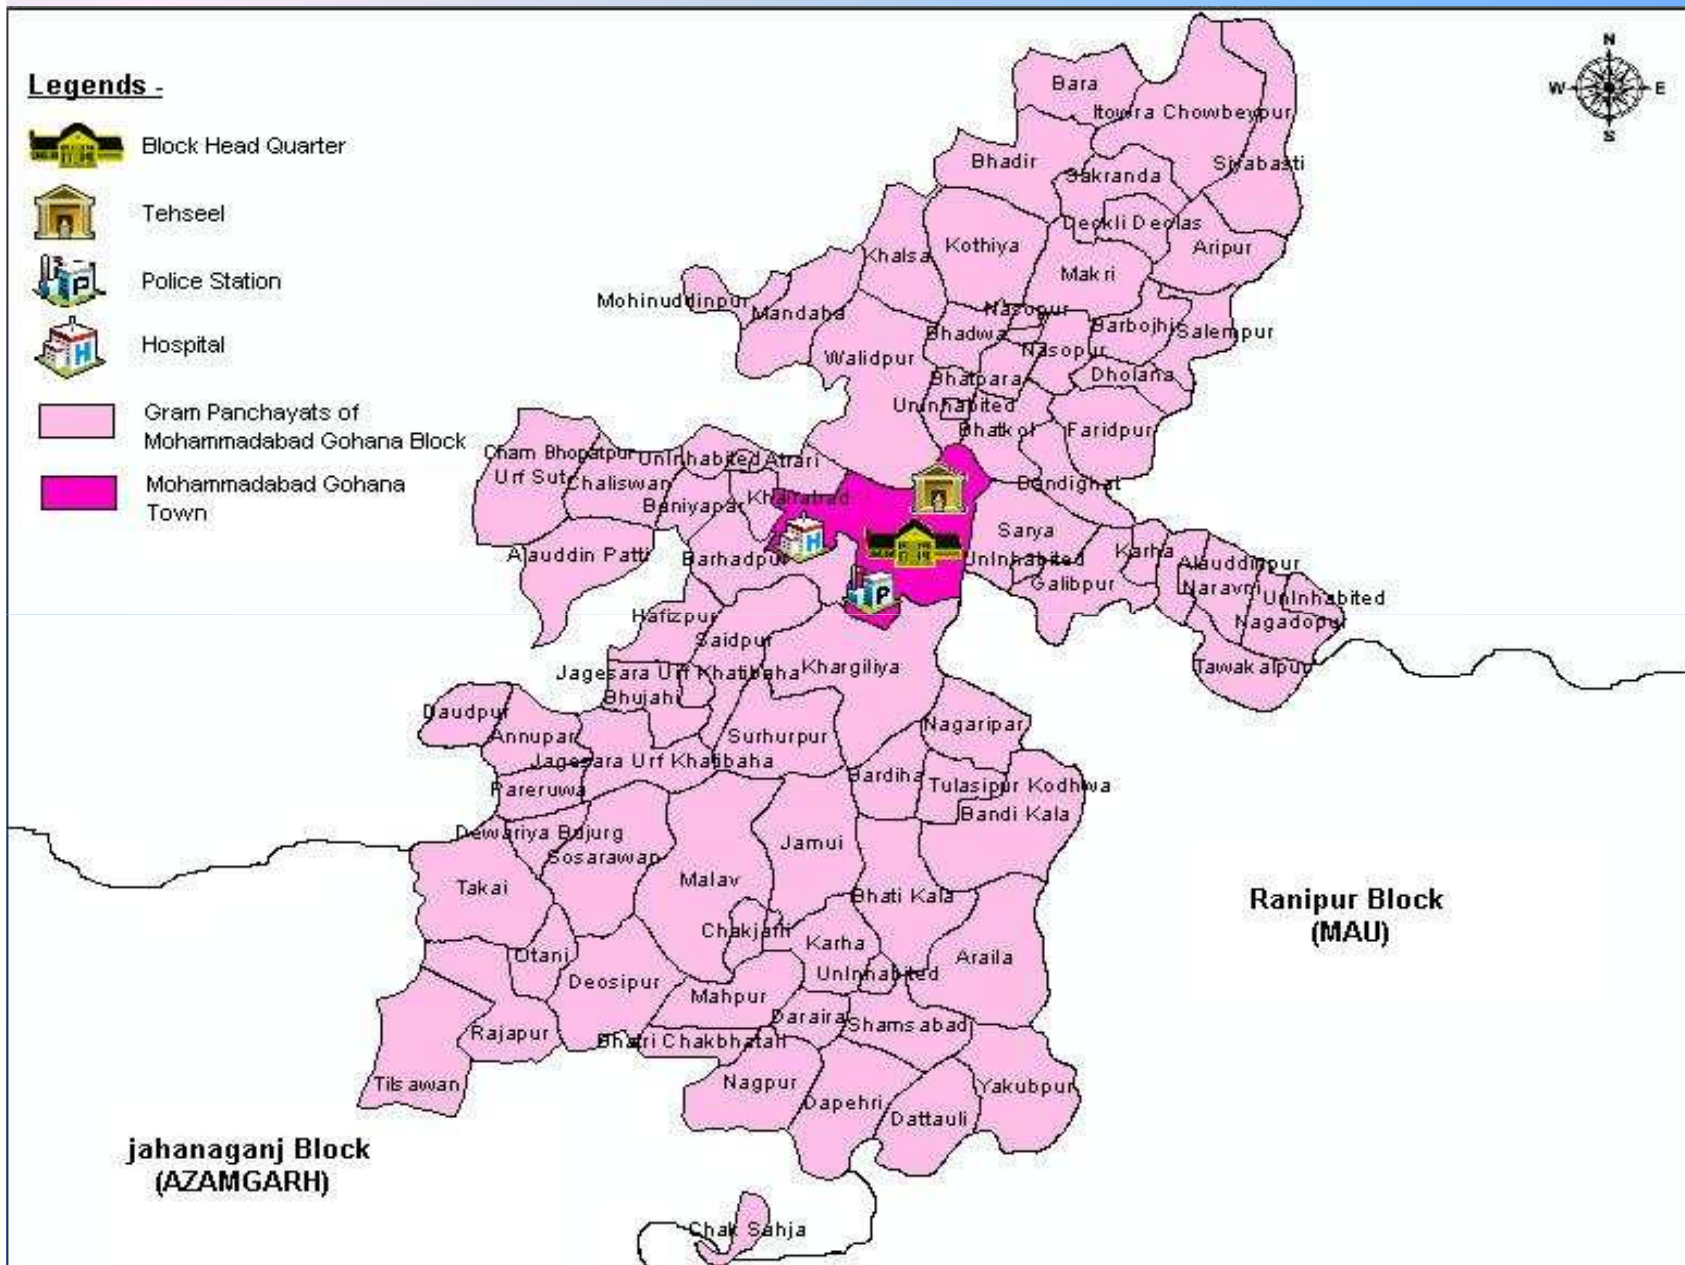 Legends -
Block Head Quarter
Tehseel
Police Station
Hospital
Gram Panchayats of
Mohammadabad Gohana Block
Mohammadabad Gohana
Town
N
W E
S
Bara
Itowra Chowbeypur
Bhadir
Sakranda
Siyabasti
Deokli Deolas
Kothiya
Khalsa
Aripur
Makri
Mohinuddinpur
Mandaha
Nasopur
Bhadwa
Barbojhi
Salempur
Walidpur
Nasopur
Bhatpara
Dholana
UnInhabited
Bhatkol
Faridpur
Cham Bhopatpur
Urf Sut
UnInhabited
Atrari
Chaliswan
Baniyapar
Khairabad
Bandighat
Sanya
Alauddin Patti
Barhadpur
UnInhabited
Karha
Galibpur
Alauddinpur
Naravni
UnInhabited
Nagadopur
Tawakalpur
Hafizpur
Saidpur
Khargiliya
Jagesara Urf Khatibaha
Bhujahi
Daudpur
Annupar
Surhurpur
Nagaripar
Jagesara Urf Khatibaha
Bardiha
Tulasipur Kodhwa
Pareruwa
Bandi Kala
Dewariya Bujurg
Sosarawan
Jamui
Takai
Malav
Bhati Kala
Ranipur Block
(MAU)
Chakjafri
Karha
Otani
Araila
Deosipur
UnInhabited
Mahpur
Rajapur
Daraira
Shamsabad
Bhatri Chakbhatali
Tilsawan
Nagpur
Yakubpur
Dapehri
Dattauli
jahanaganj Block
(AZAMGARH)
Chak Sahja